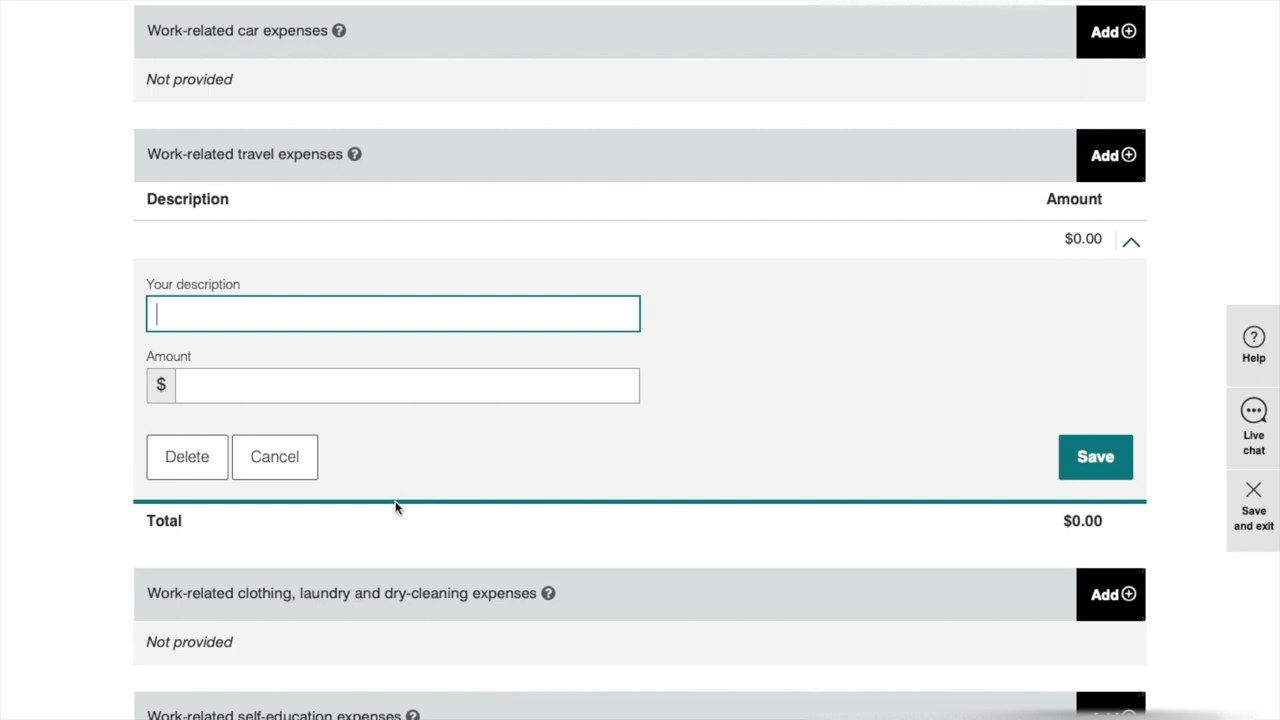 Work-related car expenses
Add
Not provided
Work-related travel expenses
Add
Description Amount
$0.00
Your description
Amount
$
Delete Cancel Save
Total $0.00
Work-related clothing, laundry and dry-cleaning expenses
Add
Not provided
Work-related self-education expenses
Add
Help
Live
chat
Save
and exit